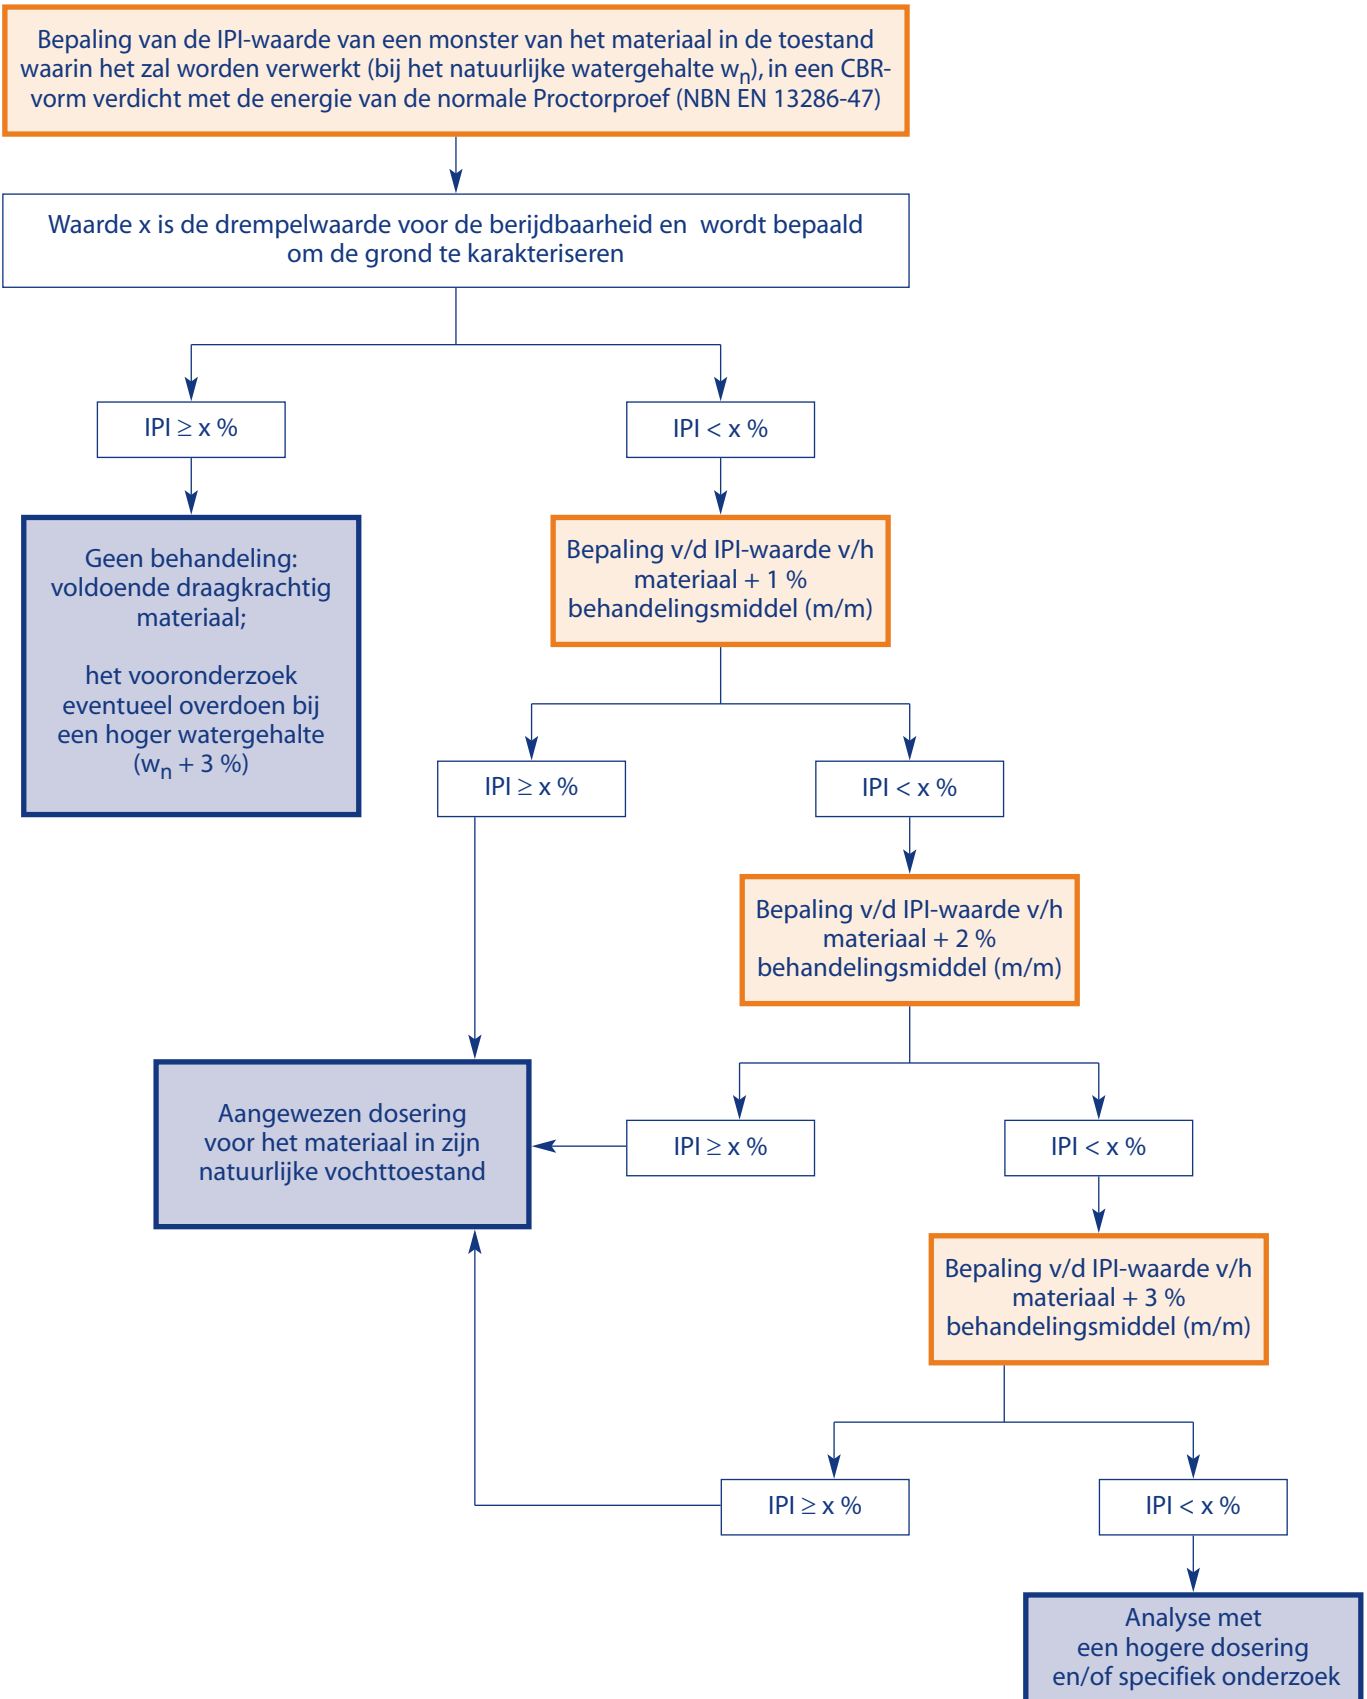 Bepaling van de IPI-waarde van een monster van het materiaal in de toestand
waarin het zal worden verwerkt (bij het natuurlijke watergehalte wn), in een CBR-
vorm verdicht met de energie van de normale Proctorproef (NBN EN 13286-47)
Waarde x is de drempelwaarde voor de berijdbaarheid en wordt bepaald
om de grond te karakteriseren
IPI ≥ x %
IPI < x %
Geen behandeling:
voldoende draagkrachtig
materiaal;
het vooronderzoek
eventueel overdoen bij
een hoger watergehalte
(wn + 3 %)
Bepaling v/d IPI-waarde v/h
materiaal + 1 %
behandelingsmiddel (m/m)
IPI ≥ x %
IPI < x %
Bepaling v/d IPI-waarde v/h
materiaal + 2 %
behandelingsmiddel (m/m)
Aangewezen dosering
voor het materiaal in zijn
natuurlijke vochttoestand
IPI ≥ x %
IPI < x %
Bepaling v/d IPI-waarde v/h
materiaal + 3 %
behandelingsmiddel (m/m)
IPI ≥ x %
IPI < x %
Analyse met
een hogere dosering
en/of specifiek onderzoek